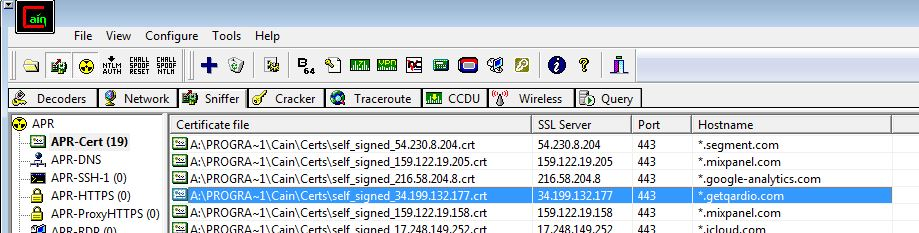 Cain
File View Configure Tools Help
NTLM AUTH CHALL SPOOF RESET CHALL SPOOF NTLM B64 VPN
Decoders Network Sniffer Cracker Traceroute CCDU Wireless Query
APR Certificate file SSL Server Port Hostname
APR-Cert (19) A:\PROGRA~1\Cain\Certs\self_signed_54.230.8.204.crt 54.230.8.204 443 *.segment.com
APR-DNS A:\PROGRA~1\Cain\Certs\self_signed_159.122.19.205.crt 159.122.19.205 443 *.mixpanel.com
APR-SSH-1 (0) A:\PROGRA~1\Cain\Certs\self_signed_216.58.204.8.crt 216.58.204.8 443 *.google-analytics.com
APR-HTTPS (0) A:\PROGRA~1\Cain\Certs\self_signed_34.199.132.177.crt 34.199.132.177 443 *.getqardio.com
APR-ProxyHTTPS (0) A:\PROGRA~1\Cain\Certs\self_signed_159.122.19.158.crt 159.122.19.158 443 *.mixpanel.com
APR-RDP (0) A:\PROGRA~1\Cain\Certs\self_signed_17.248.149.252.crt 17.248.149.252 443 *.icloud.com